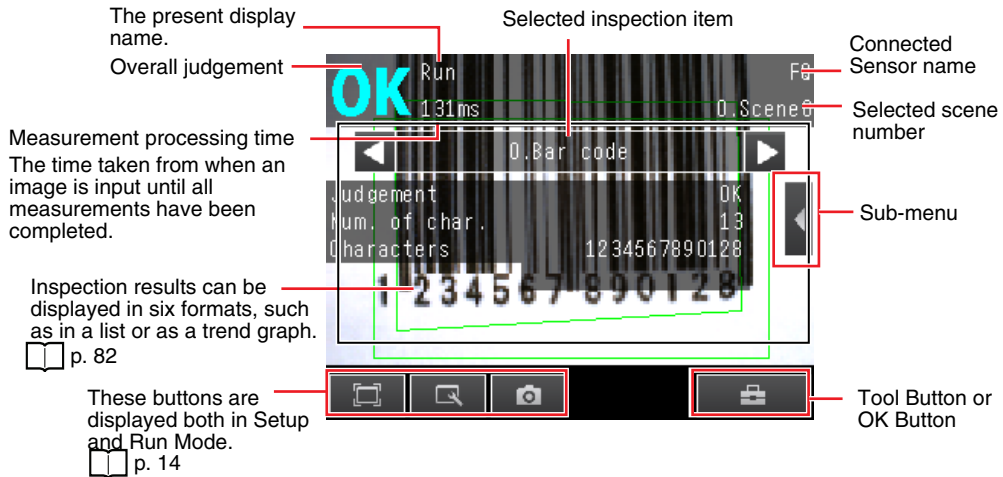 The present display
name.
Overall judgement
Selected inspection item
Connected
Sensor name
Selected scene
number
Measurement processing time
The time taken from when an
image is input until all
measurements have been
completed.
Inspection results can be
displayed in six formats, such
as in a list or as a trend graph.
p. 82
These buttons are
displayed both in Setup
and Run Mode.
p. 14
Sub-menu
Tool Button or
OK Button
OK
Run
FQ
131ms
0.Scene0
0.Bar code
Judgement OK
Num. of char. 13
Characters 1234567890128
1 234567 890128